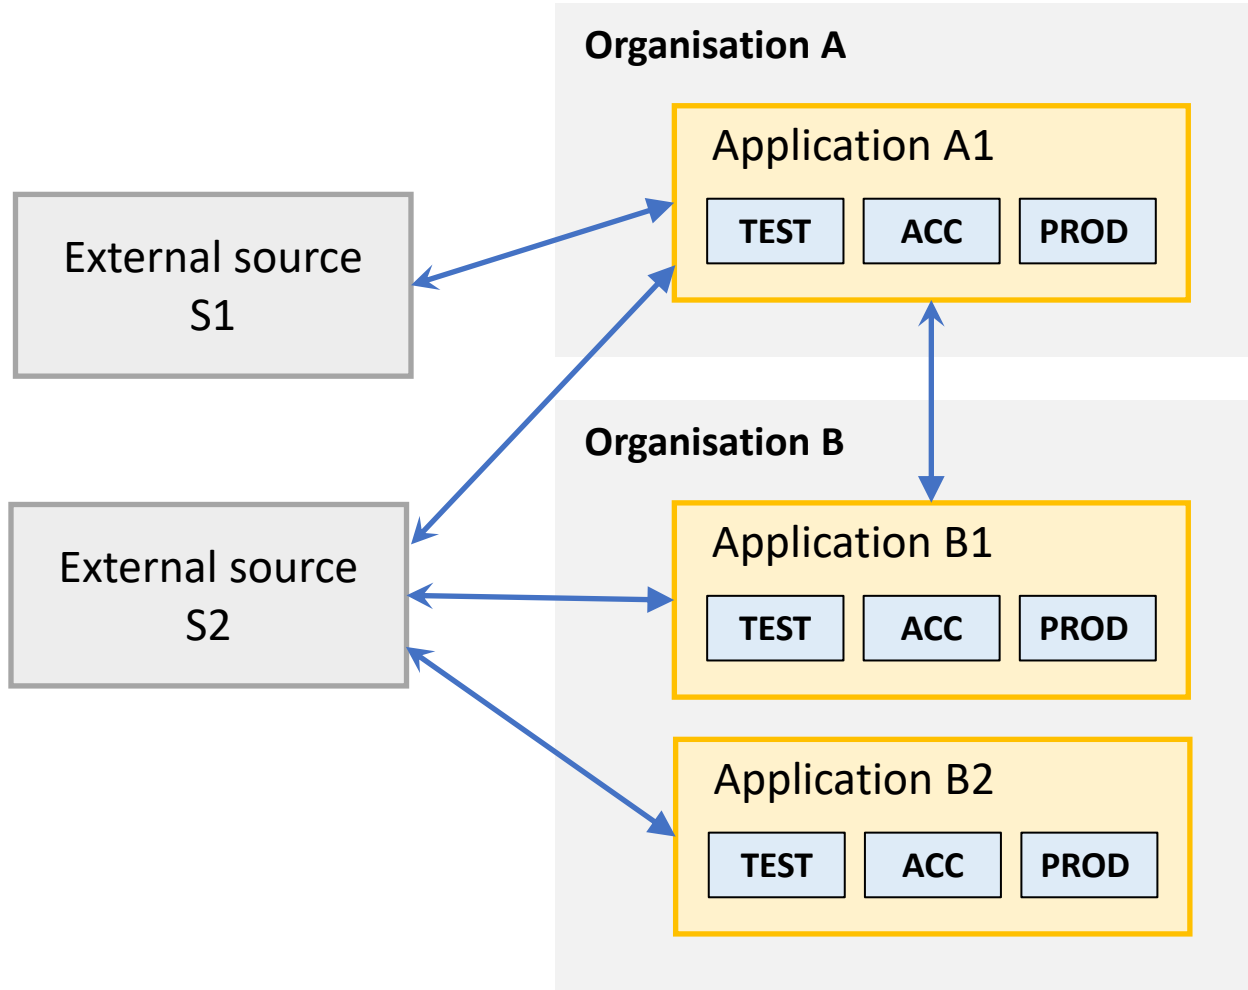 Organisation A
Application A1
TEST ACC PROD
External source
S1
Organisation B
External source
S2
Application B1
TEST ACC PROD
Application B2
TEST ACC PROD